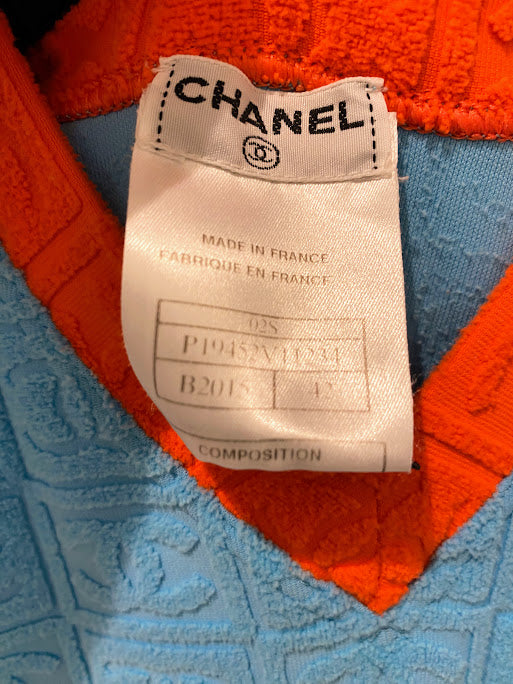 CHANEL
MADE IN FRANCE
FABRIQUE EN FRANCE
02S
P19452V11234
B2015 42
COMPOSITION